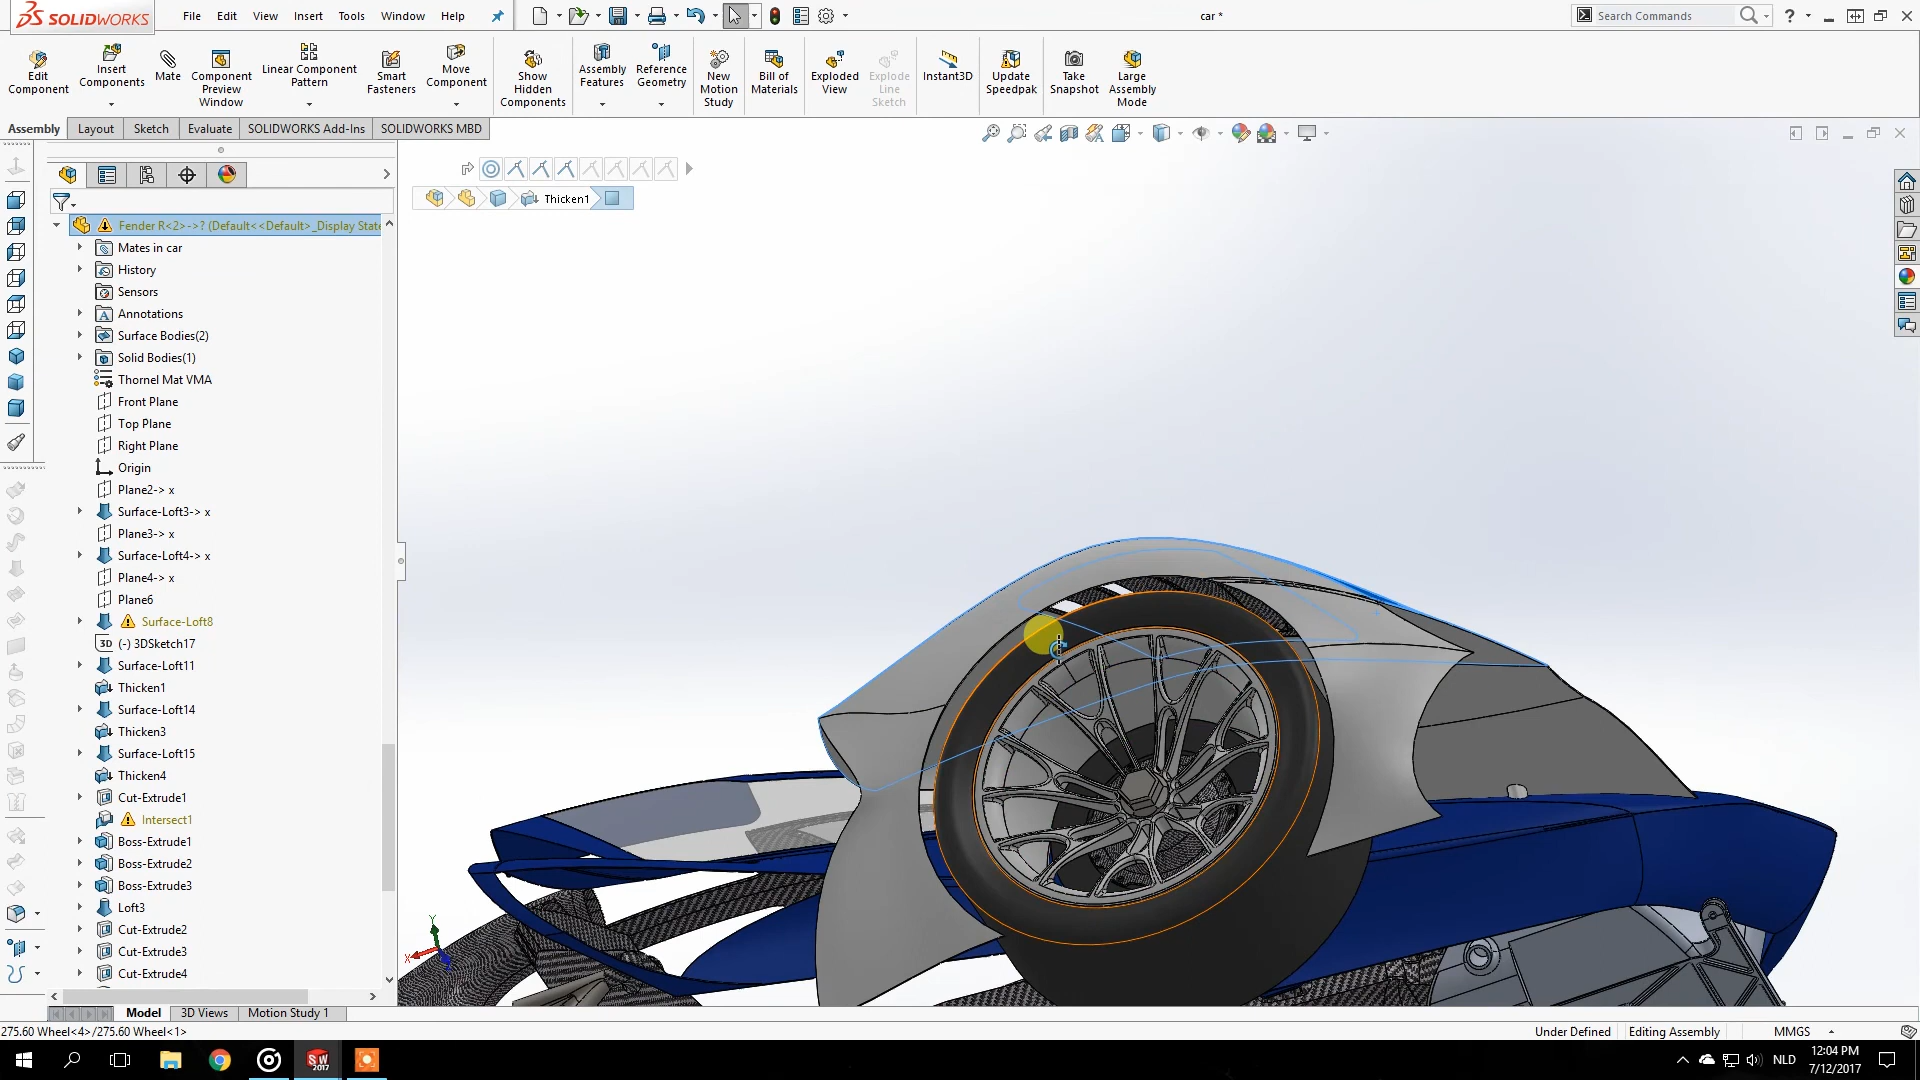 SOLIDWORKS
File Edit View Insert Tools Window Help
car *
Search Commands
Edit Component
Insert Components
Mate
Component Preview Window
Linear Component Pattern
Smart Fasteners
Move Component
Show Hidden Components
Assembly Features
Reference Geometry
New Motion Study
Bill of Materials
Exploded View
Explode Line Sketch
Instant3D
Update Speedpak
Take Snapshot
Large Assembly Mode
Assembly Layout Sketch Evaluate SOLIDWORKS Add-Ins SOLIDWORKS MBD
Thicken1
Fender R<2>->? (Default<<Default>_Display State
Mates in car
History
Sensors
Annotations
Surface Bodies(2)
Solid Bodies(1)
Thornel Mat VMA
Front Plane
Top Plane
Right Plane
Origin
Plane2-> x
Surface-Loft3-> x
Plane3-> x
Surface-Loft4-> x
Plane4-> x
Plane6
Surface-Loft8
3D (-) 3DSketch17
Surface-Loft11
Thicken1
Surface-Loft14
Thicken3
Surface-Loft15
Thicken4
Cut-Extrude1
Intersect1
Boss-Extrude1
Boss-Extrude2
Boss-Extrude3
Loft3
Cut-Extrude2
Cut-Extrude3
Cut-Extrude4
Y
X
Model 3D Views Motion Study 1
275.60 Wheel<4>/275.60 Wheel<1>
Under Defined Editing Assembly MMGS
SW 2017
NLD
12:04 PM
7/12/2017